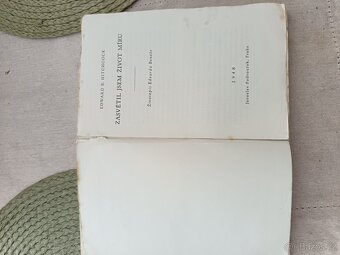 EDWARD B. HITCHCOCK
ZASVĚTIL JSEM ŽIVOT MÍRU
Životopis Eduarda Beneše
1948
Jaroslav Podroužek, Praha